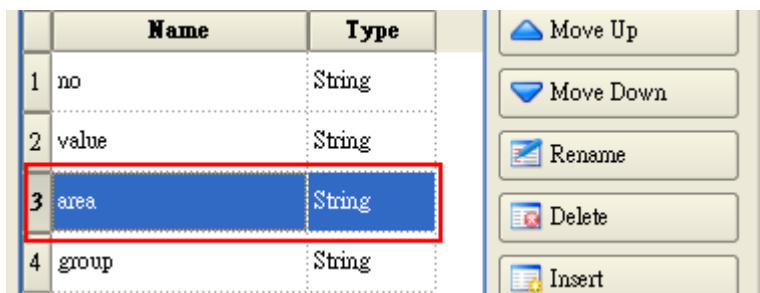 Name Type
1 no String
2 value String
3 area String
4 group String
Move Up
Move Down
Rename
Delete
Insert